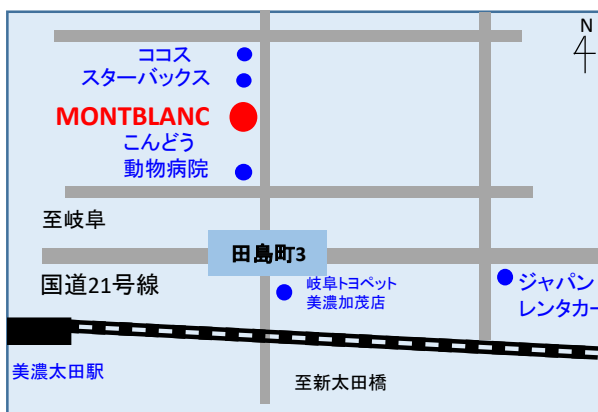 N
ココス
スターバックス
MONTBLANC
こんどう
動物病院
至岐阜
田島町3
国道21号線
岐阜トヨペット
美濃加茂店
ジャパン
レンタカー
美濃太田駅
至新太田橋